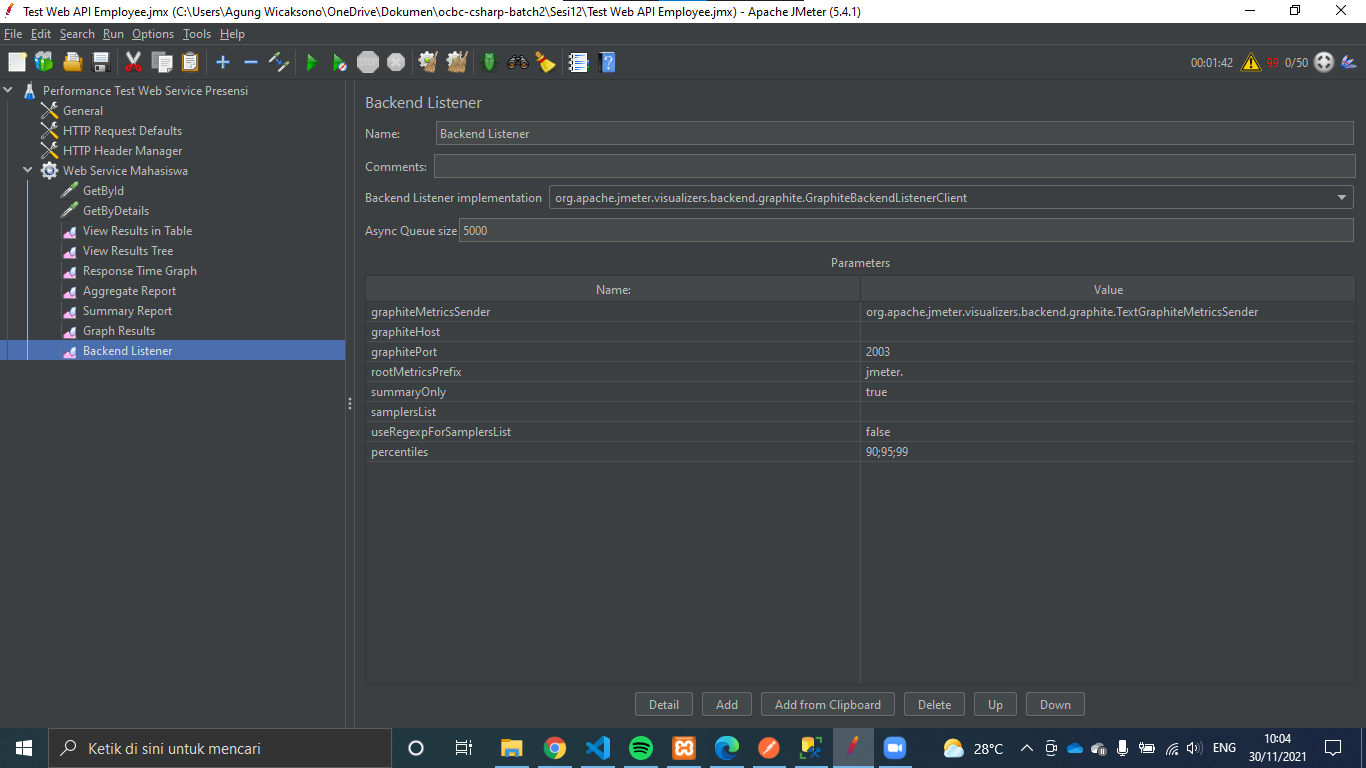 Test Web API Employee.jmx (C:\Users\Agung Wicaksono\OneDrive\Dokumen\ocbc-csharp-batch2\Sesi12\Test Web API Employee.jmx) - Apache JMeter (5.4.1)
File Edit Search Run Options Tools Help
STOP 00:01:42 99 0/50
Performance Test Web Service Presensi
General
HTTP Request Defaults
HTTP Header Manager
Web Service Mahasiswa
GetById
GetByDetails
View Results in Table
View Results Tree
Response Time Graph
Aggregate Report
Summary Report
Graph Results
Backend Listener
Backend Listener
Name: Backend Listener
Comments:
Backend Listener implementation org.apache.jmeter.visualizers.backend.graphite.GraphiteBackendListenerClient
Async Queue size 5000
Parameters
Name: Value
graphiteMetricsSender org.apache.jmeter.visualizers.backend.graphite.TextGraphiteMetricsSender
graphiteHost
graphitePort 2003
rootMetricsPrefix jmeter.
summaryOnly true
samplersList
useRegexpForSamplersList false
percentiles 90;95;99
Detail Add Add from Clipboard Delete Up Down
Ketik di sini untuk mencari 28°C ENG 10:04
30/11/2021